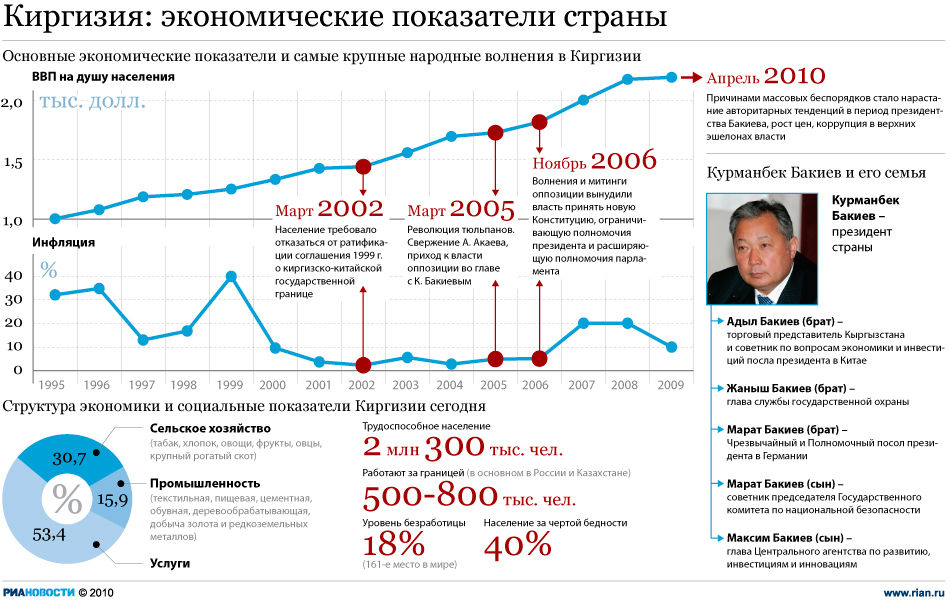 Киргизия: экономические показатели страны
Основные экономические показатели и самые крупные народные волнения в Киргизии
ВВП на душу населения
тыс. долл.
2,0
1,5
1,0
Март 2002
Население требовало
отказаться от ратифика-
ции соглашения 1999 г.
о киргизско-китайской
государственной
границе
Март 2005
Революция тюльпанов.
Свержение А. Акаева,
приход к власти
оппозиции во главе
с К. Бакиевым
Ноябрь 2006
Волнения и митинги
оппозиции вынудили
власть принять новую
Конституцию, ограничи-
вающую полномочия
президента и расширяю-
щую полномочия парла-
мента
Апрель 2010
Причинами массовых беспорядков стало нараста-
ние авторитарных тенденций в период президент-
ства Бакиева, рост цен, коррупция в верхних
эшелонах власти
Инфляция
%
40
30
20
10
0
1995 1996 1997 1998 1999 2000 2001 2002 2003 2004 2005 2006 2007 2008 2009
Курманбек Бакиев и его семья
Курманбек
Бакиев –
президент
страны
Адыл Бакиев (брат) –
торговый представитель Кыргызстана
и советник по вопросам экономики и инвести-
ций посла президента в Китае
Жаныш Бакиев (брат) –
глава службы государственной охраны
Марат Бакиев (брат) –
Чрезвычайный и Полномочный посол прези-
дента в Германии
Марат Бакиев (сын) –
советник председателя Государственного
комитета по национальной безопасности
Максим Бакиев (сын) –
глава Центрального агентства по развитию,
инвестициям и инновациям
Структура экономики и социальные показатели Киргизии сегодня
%
30,7
15,9
53,4
Сельское хозяйство
(табак, хлопок, овощи, фрукты, овцы,
крупный рогатый скот)
Промышленность
(текстильная, пищевая, цементная,
обувная, деревообрабатывающая,
добыча золота и редкоземельных
металлов)
Услуги
Трудоспособное население
2 млн 300 тыс. чел.
Работают за границей (в основном в России и Казахстане)
500-800 тыс. чел.
Уровень безработицы
18%
(161-е место в мире)
Население за чертой бедности
40%
РИАНОВОСТИ © 2010
www.rian.ru